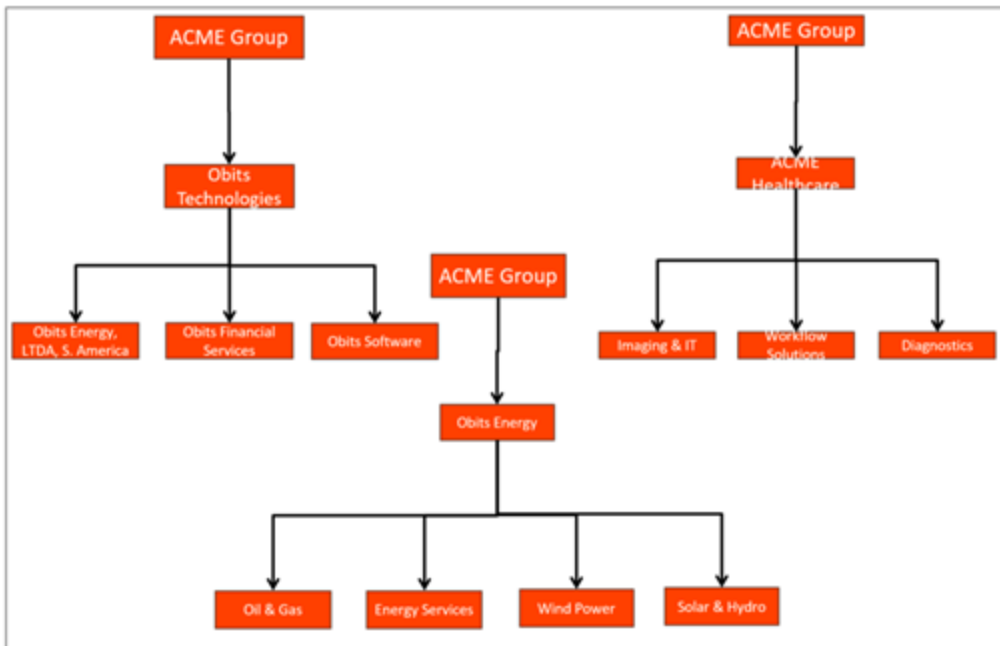 ACME Group
ACME Group
Obits
Technologies
ACME
Healthcare
ACME Group
Obits Energy,
LTDA, S. America
Obits Financial
Services
Obits Software
Imaging & IT
Workflow
Solutions
Diagnostics
Obits Energy
Oil & Gas
Energy Services
Wind Power
Solar & Hydro